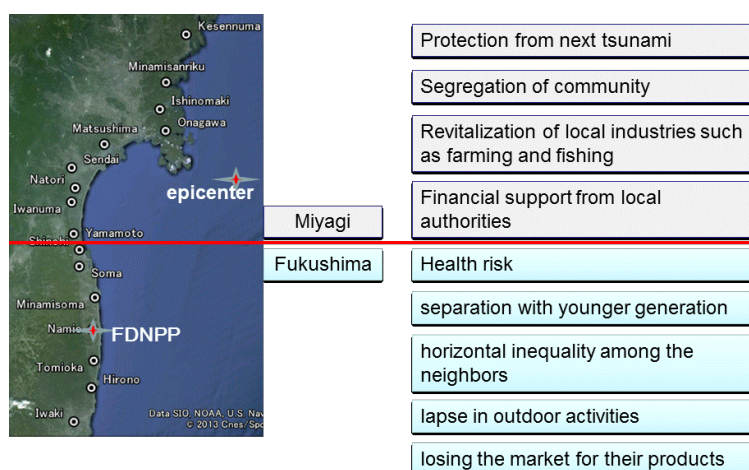 Kesennuma
Minamisanriku
Ishinomaki
Onagawa
Matsushima
Sendai
Natori
epicenter
Iwanuma
Yamamoto
Shinchi
Soma
Minamisoma
Namie
FDNPP
Tomioka
Hirono
Iwaki
Data SIO, NOAA, U.S. Nav
© 2013 Cnes/Spo
Miyagi
Fukushima
Protection from next tsunami
Segregation of community
Revitalization of local industries such
as farming and fishing
Financial support from local
authorities
Health risk
separation with younger generation
horizontal inequality among the
neighbors
lapse in outdoor activities
losing the market for their products